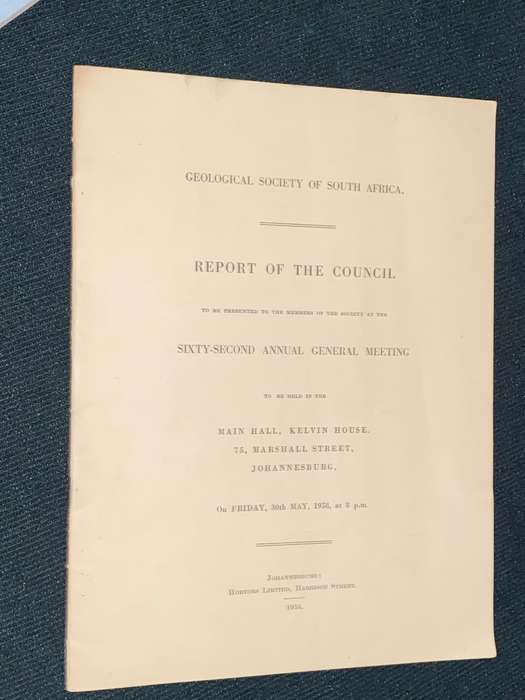 GEOLOGICAL SOCIETY OF SOUTH AFRICA.
REPORT OF THE COUNCIL
TO BE PRESENTED TO THE MEMBERS OF THE SOCIETY AT THE
SIXTY-SECOND ANNUAL GENERAL MEETING
TO BE HELD IN THE
MAIN HALL, KELVIN HOUSE,
75, MARSHALL STREET,
JOHANNESBURG,
On FRIDAY, 30th MAY, 1958, at 8 p.m.
JOHANNESBURG:
HORTORS LIMITED, HARRISON STREET.
1958.